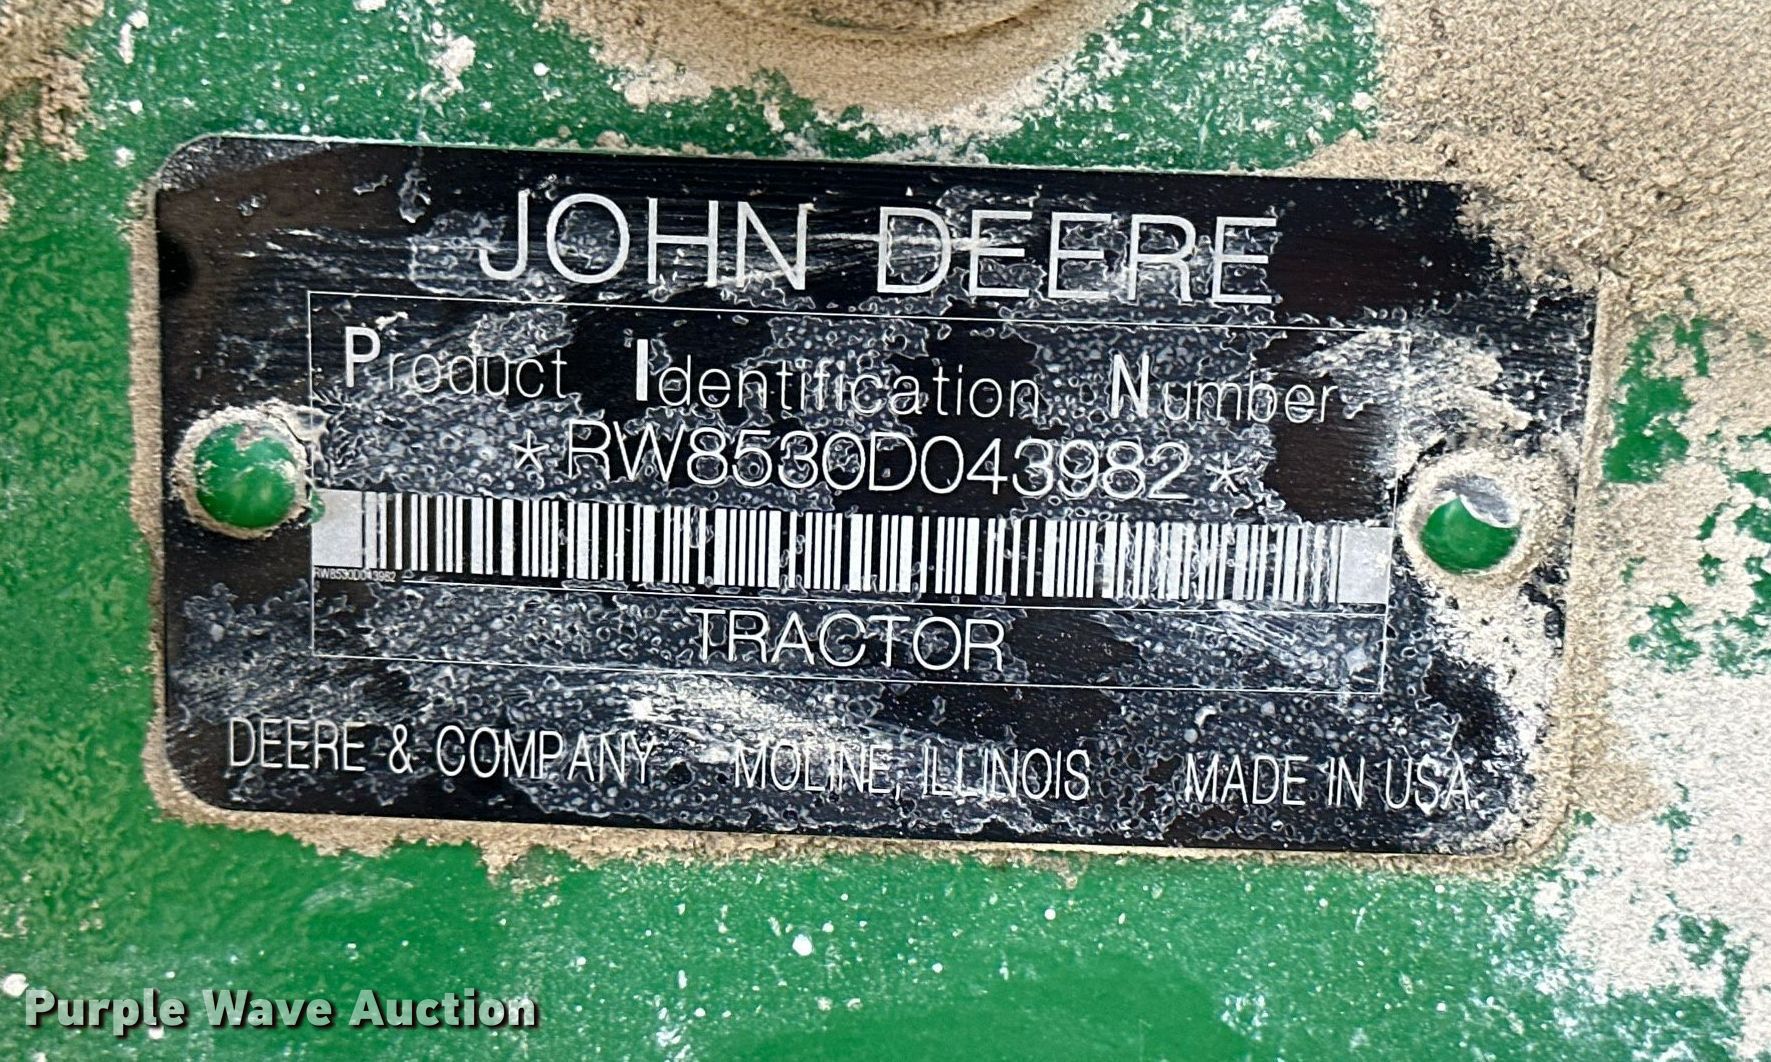 JOHN DEERE
Product Identification Number
*RW8530D043982*
RW8530D043982
TRACTOR
DEERE & COMPANY MOLINE, ILLINOIS MADE IN USA
Purple Wave Auction